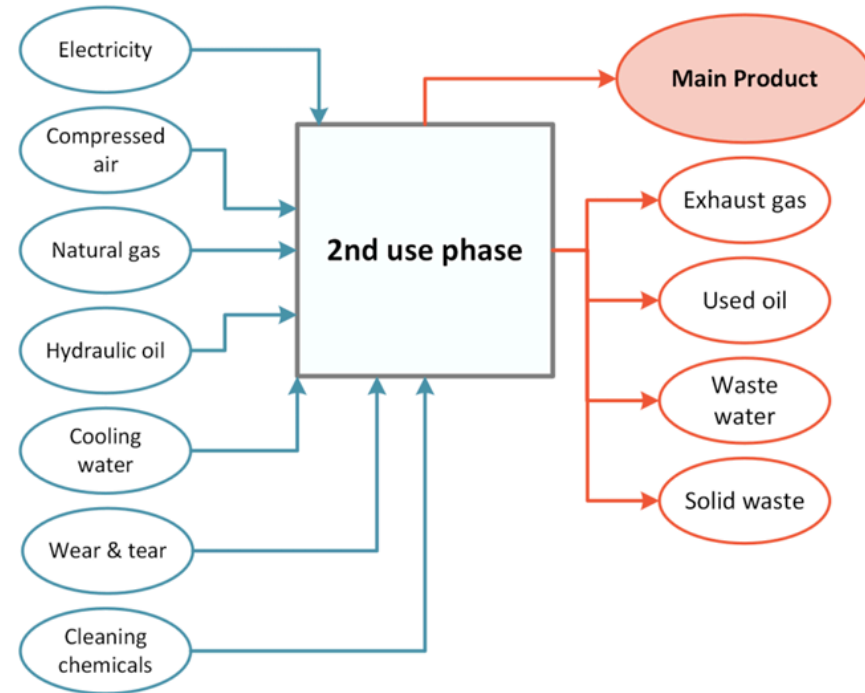 Electricity
Compressed
air
Natural gas
Hydraulic oil
Cooling
water
Wear & tear
Cleaning
chemicals
2nd use phase
Main Product
Exhaust gas
Used oil
Waste
water
Solid waste